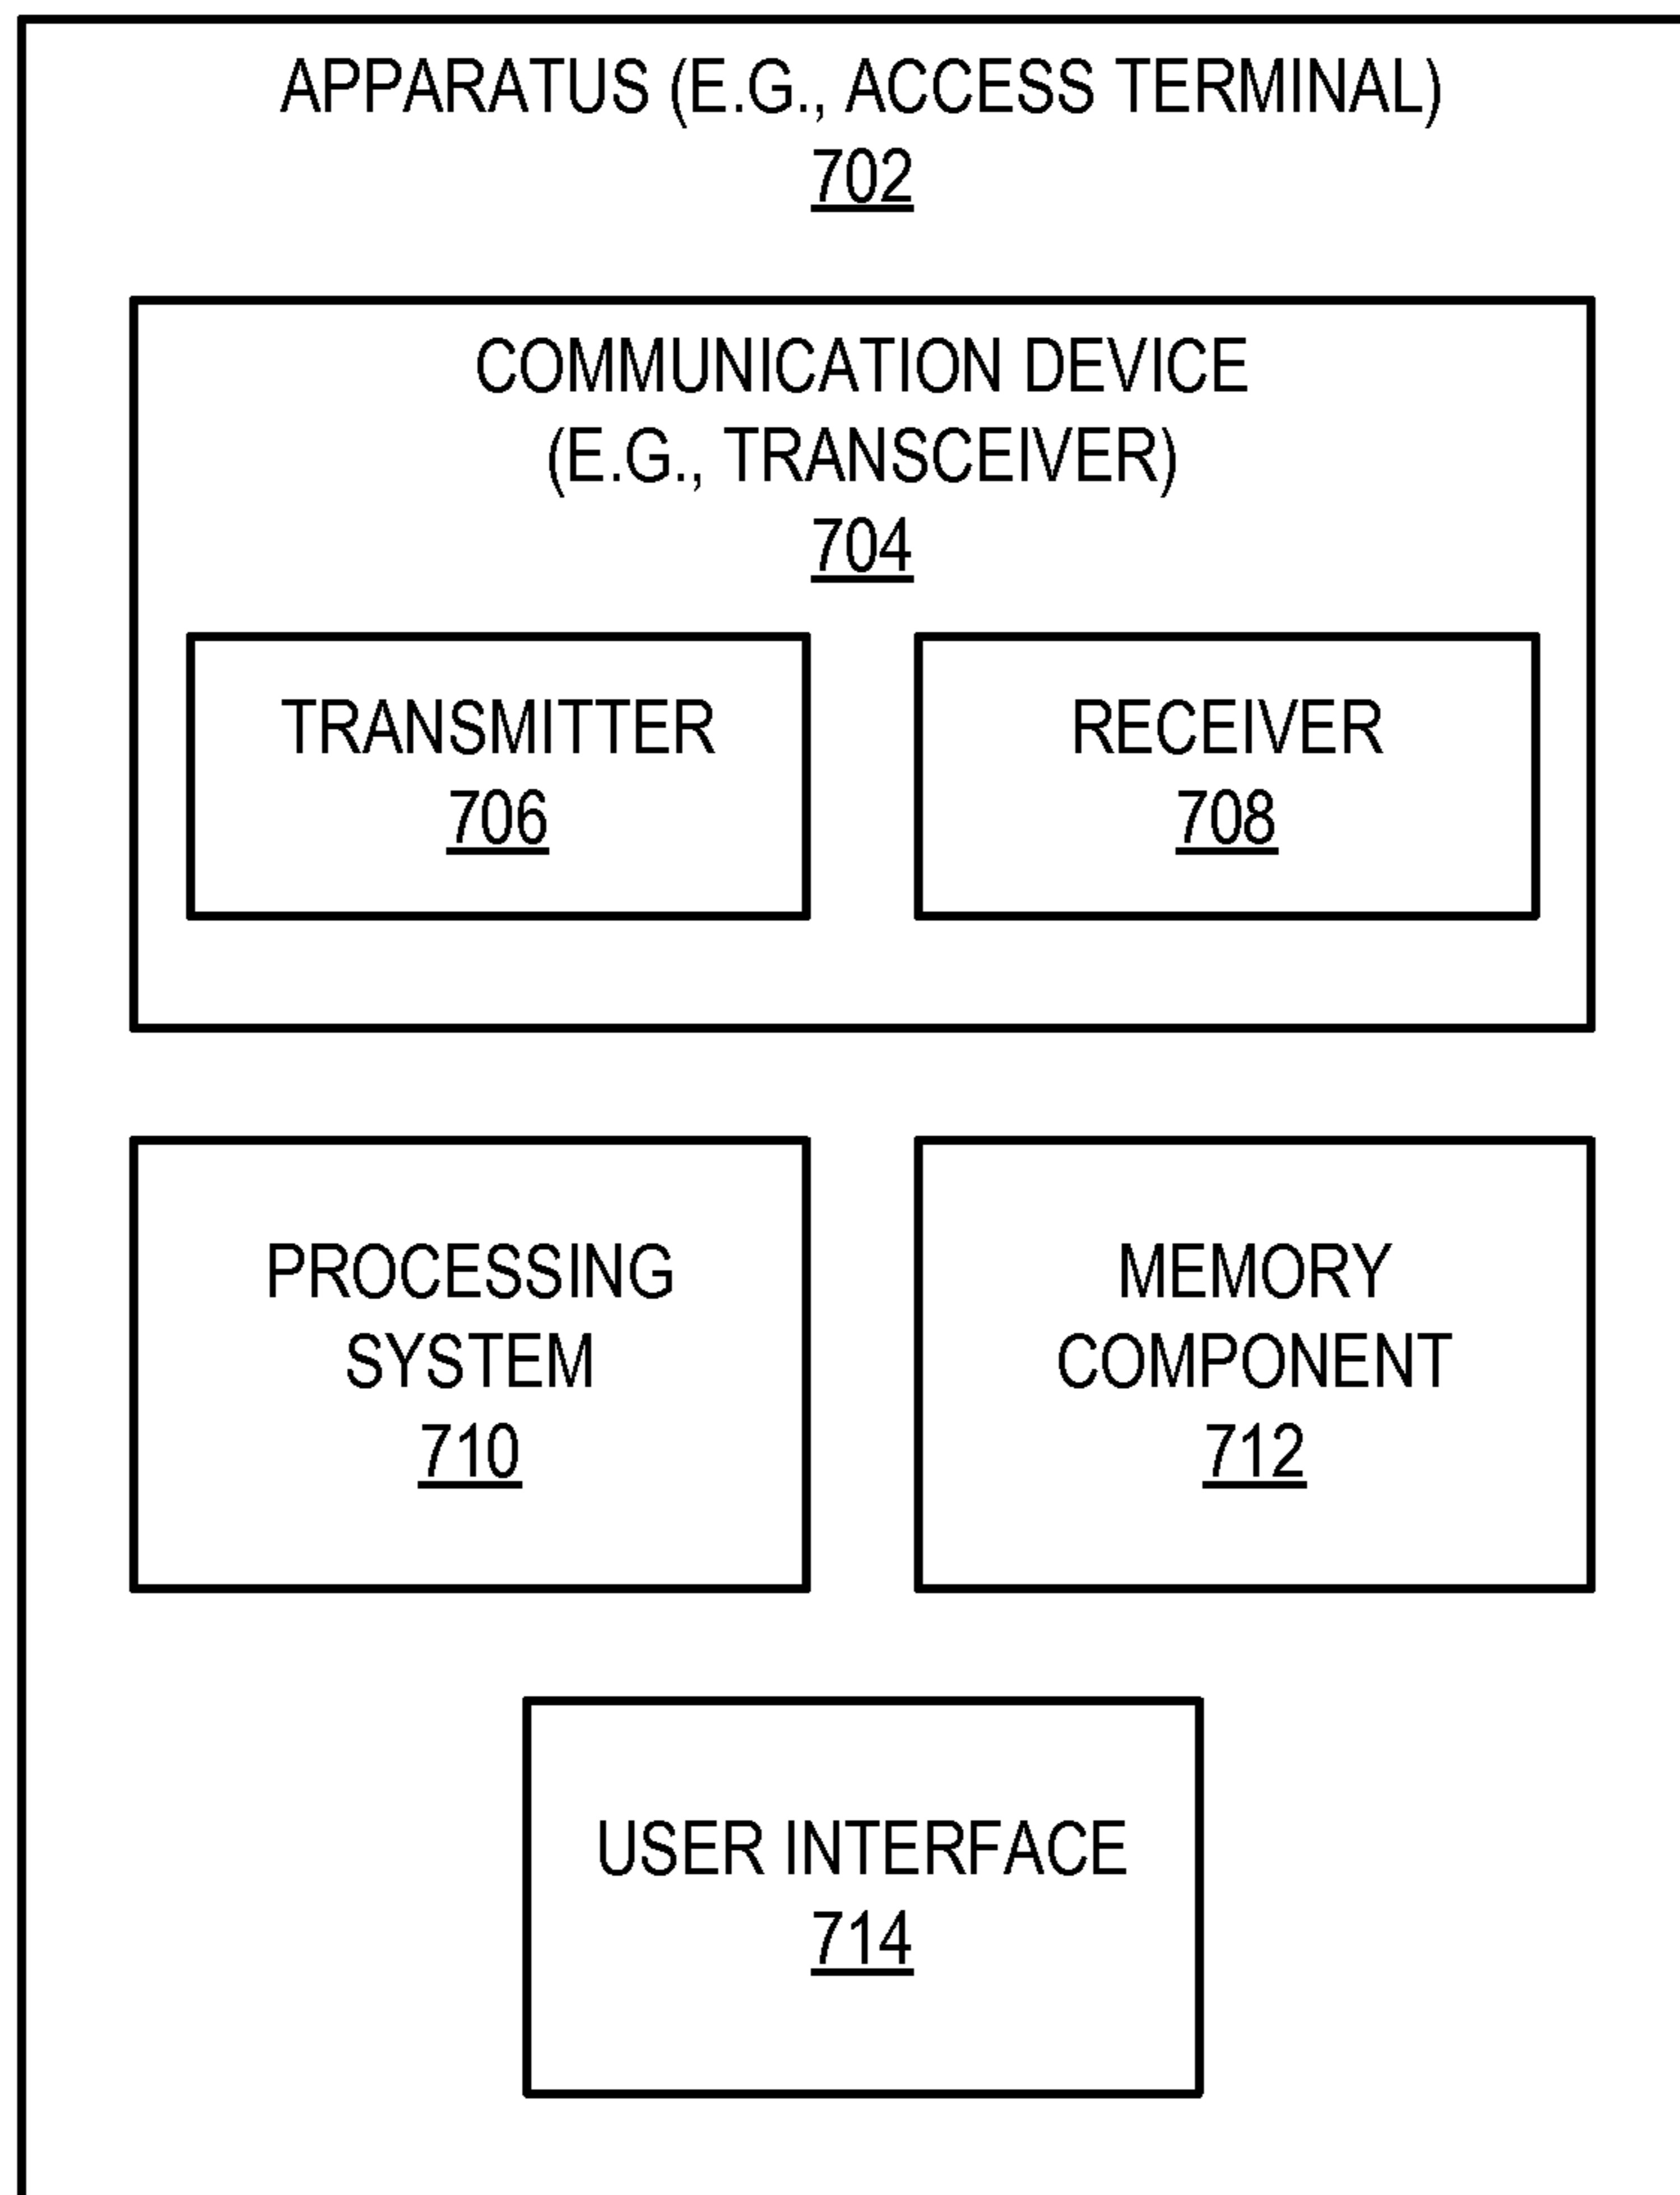 APPARATUS (E.G., ACCESS TERMINAL)
702
COMMUNICATION DEVICE
(E.G., TRANSCEIVER)
704
TRANSMITTER
706
RECEIVER
708
PROCESSING
SYSTEM
710
MEMORY
COMPONENT
712
USER INTERFACE
714